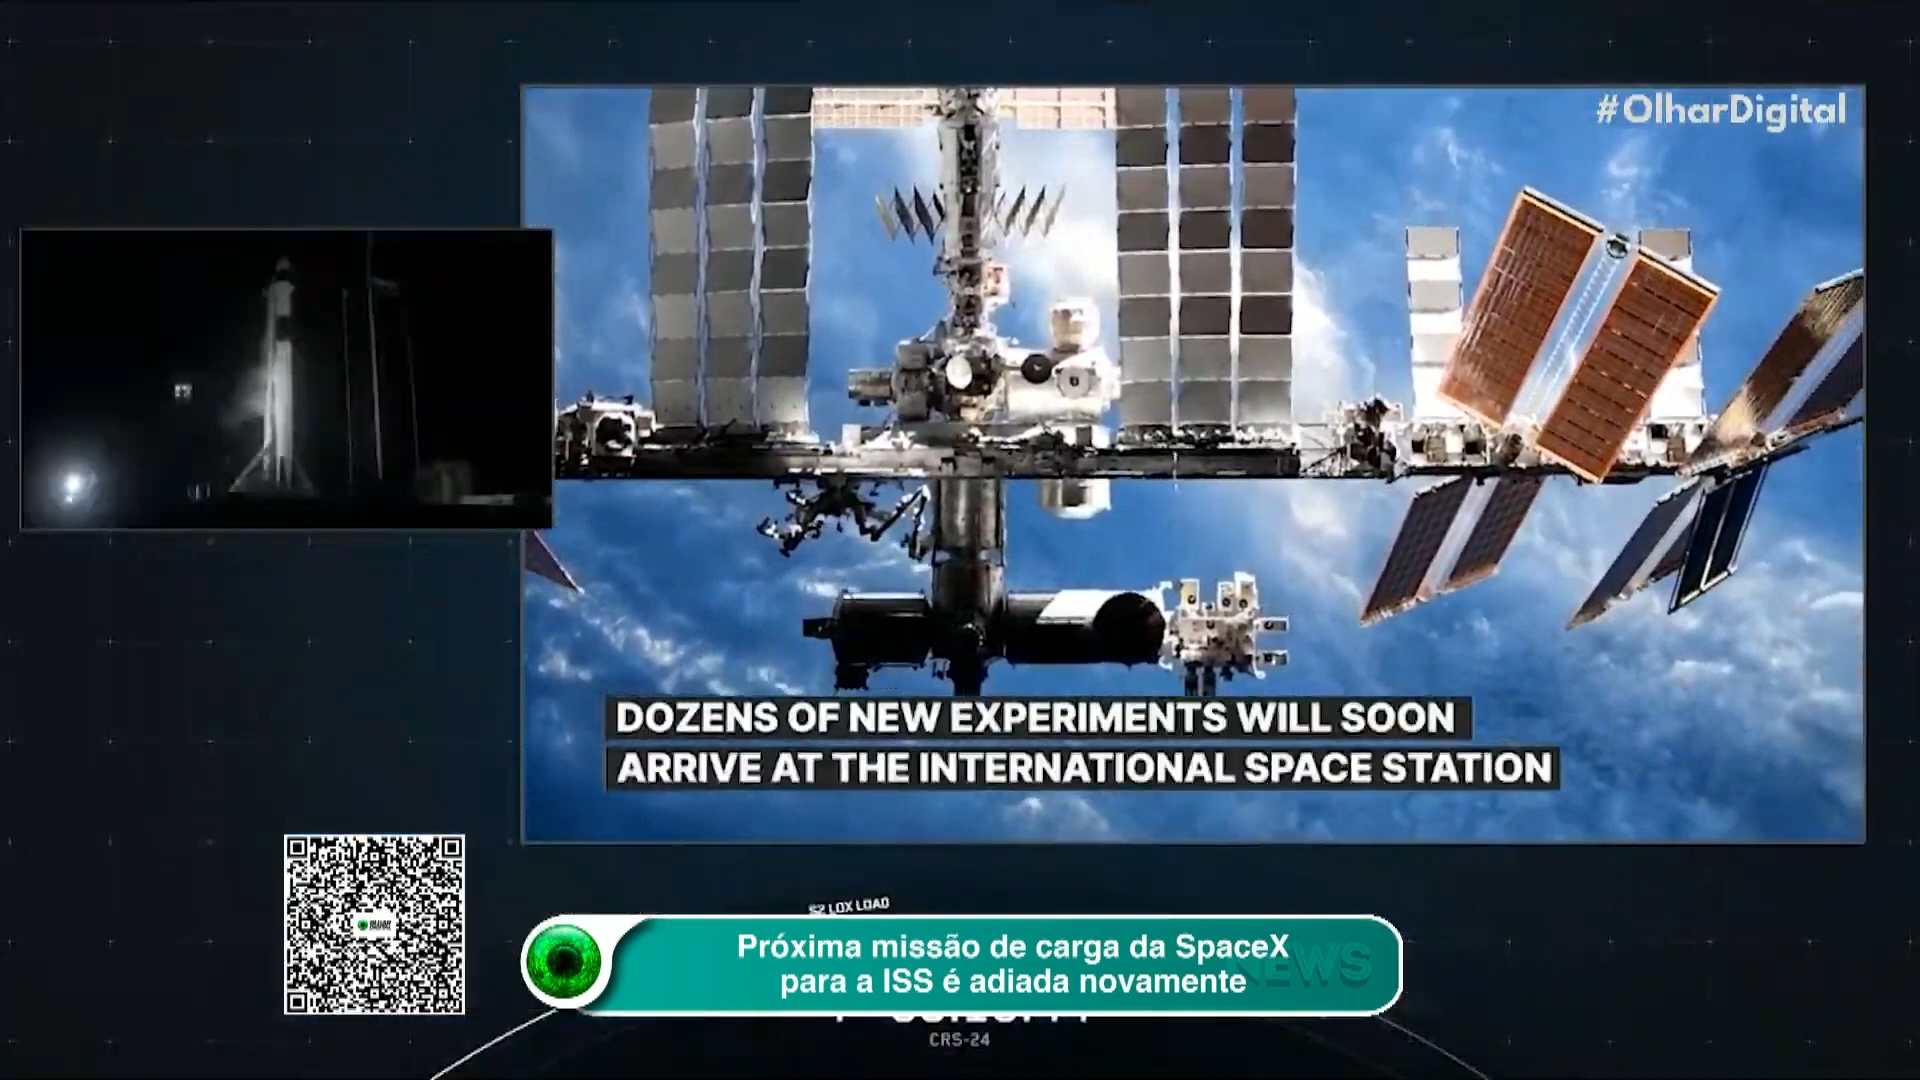 #OlharDigital
DOZENS OF NEW EXPERIMENTS WILL SOON
ARRIVE AT THE INTERNATIONAL SPACE STATION
S2 LOX LOAD
Próxima missão de carga da SpaceX
para a ISS é adiada novamente
NEWS
CRS-24